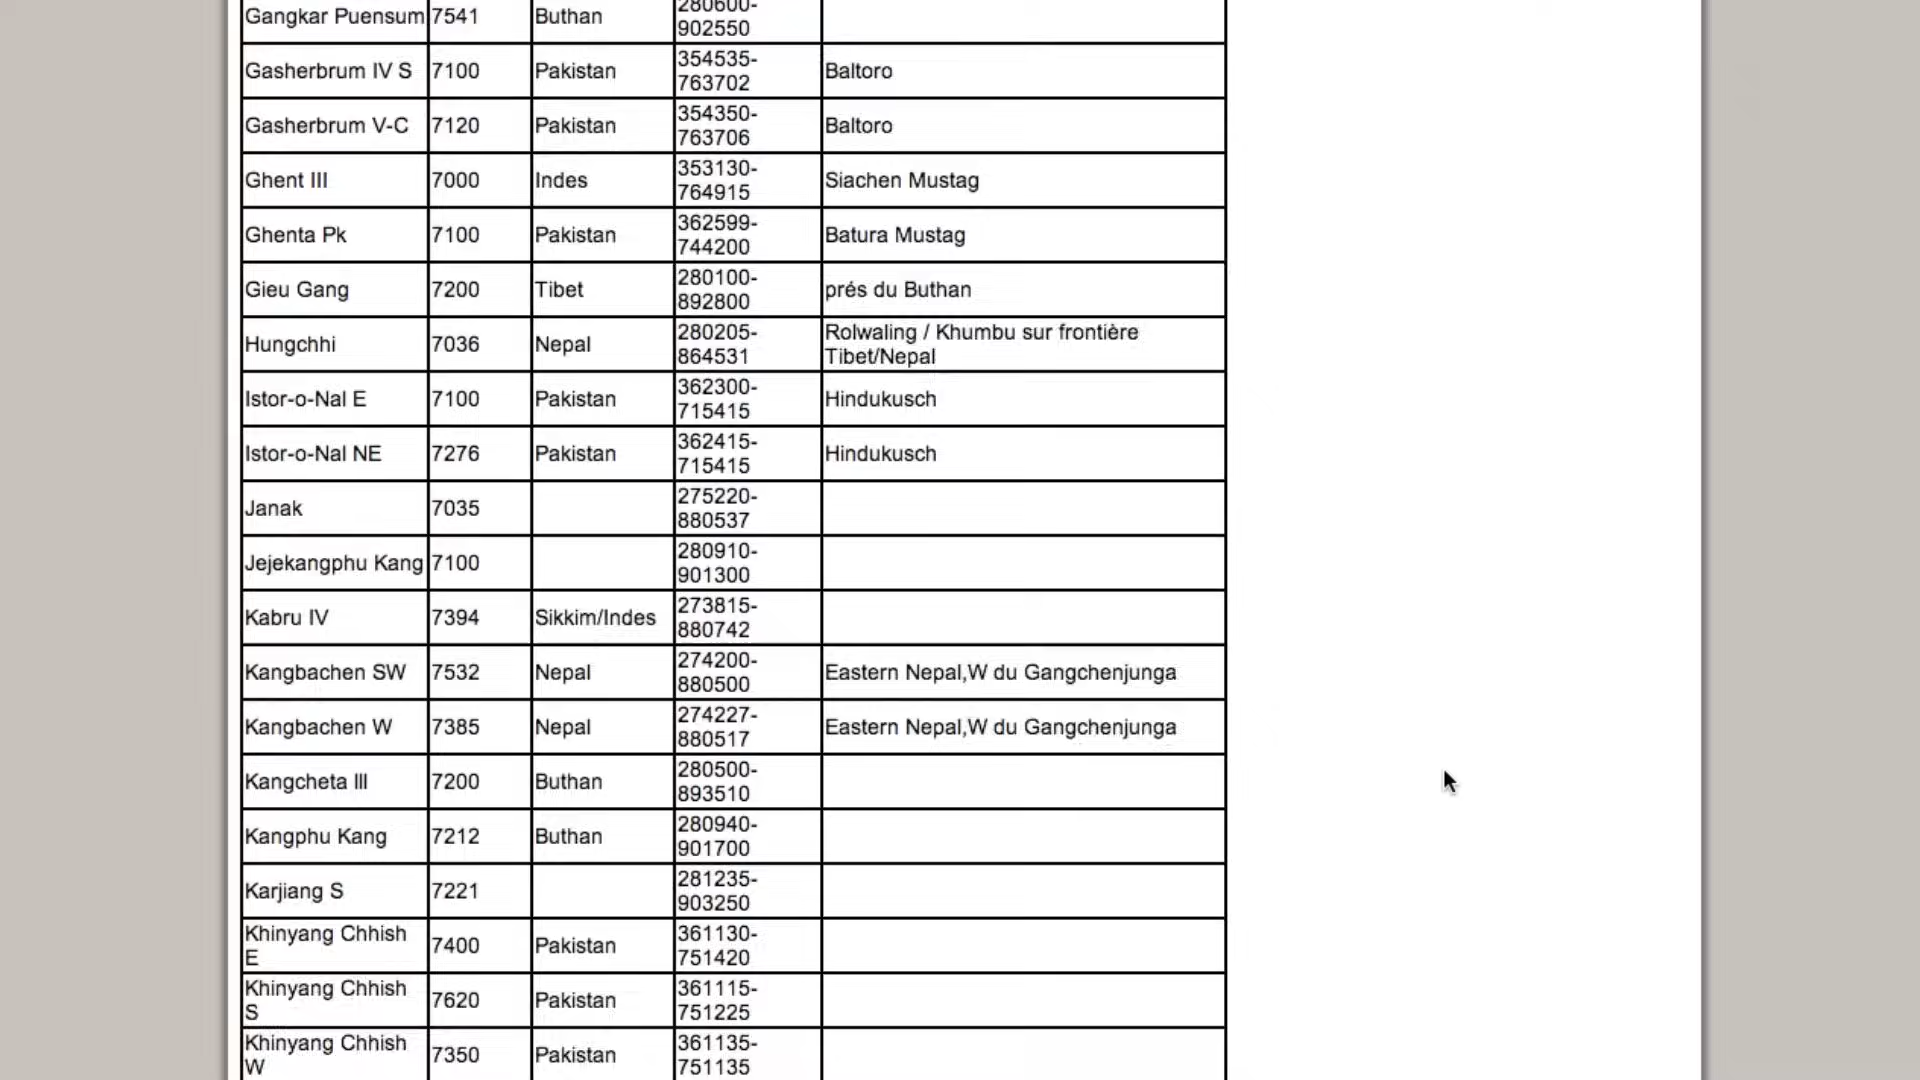 Gangkar Puensum 7541 Buthan 280600-
902550
Gasherbrum IV S 7100 Pakistan 354535-
763702 Baltoro
Gasherbrum V-C 7120 Pakistan 354350-
763706 Baltoro
Ghent III 7000 Indes 353130-
764915 Siachen Mustag
Ghenta Pk 7100 Pakistan 362599-
744200 Batura Mustag
Gieu Gang 7200 Tibet 280100-
892800 prés du Buthan
Hungchhi 7036 Nepal 280205-
864531 Rolwaling / Khumbu sur frontière
Tibet/Nepal
Istor-o-Nal E 7100 Pakistan 362300-
715415 Hindukusch
Istor-o-Nal NE 7276 Pakistan 362415-
715415 Hindukusch
Janak 7035 275220-
880537
Jejekangphu Kang 7100 280910-
901300
Kabru IV 7394 Sikkim/Indes 273815-
880742
Kangbachen SW 7532 Nepal 274200-
880500 Eastern Nepal,W du Gangchenjunga
Kangbachen W 7385 Nepal 274227-
880517 Eastern Nepal,W du Gangchenjunga
Kangcheta III 7200 Buthan 280500-
893510
Kangphu Kang 7212 Buthan 280940-
901700
Karjiang S 7221 281235-
903250
Khinyang Chhish
E 7400 Pakistan 361130-
751420
Khinyang Chhish
S 7620 Pakistan 361115-
751225
Khinyang Chhish
W 7350 Pakistan 361135-
751135